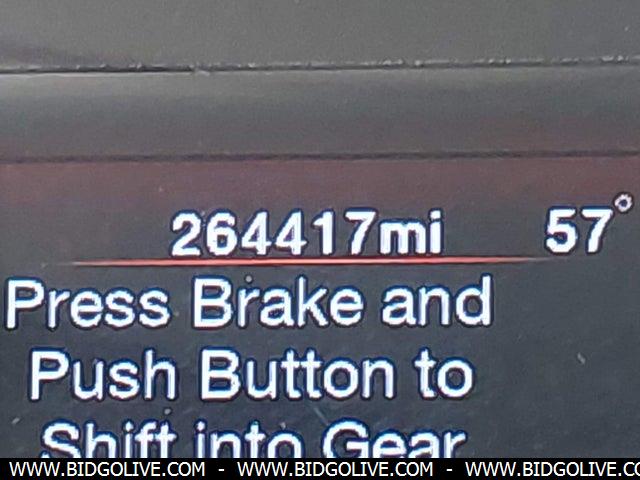 264417mi 57°
Press Brake and
Push Button to
Shift into Gear
WWW.BIDGOLIVE.COM - WWW.BIDGOLIVE.COM - WWW.BIDGOLIVE.CO